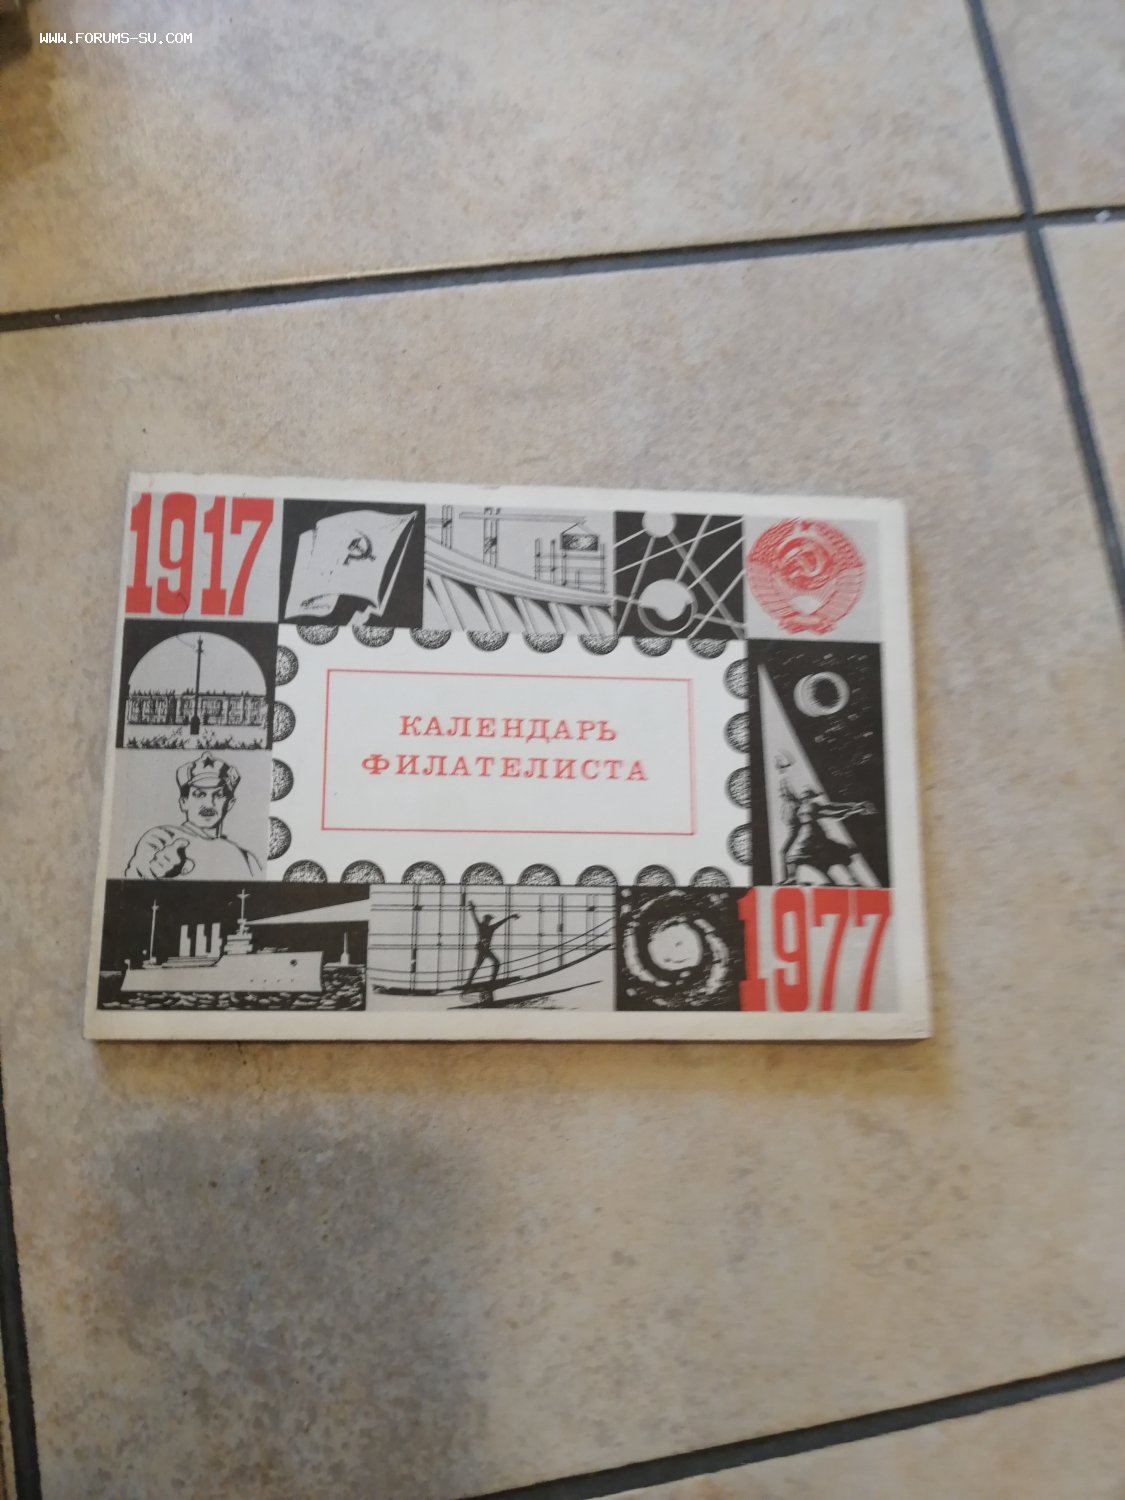 WWW.FORUMS-SU.COM
1917
КАЛЕНДАРЬ
ФИЛАТЕЛИСТА
1977